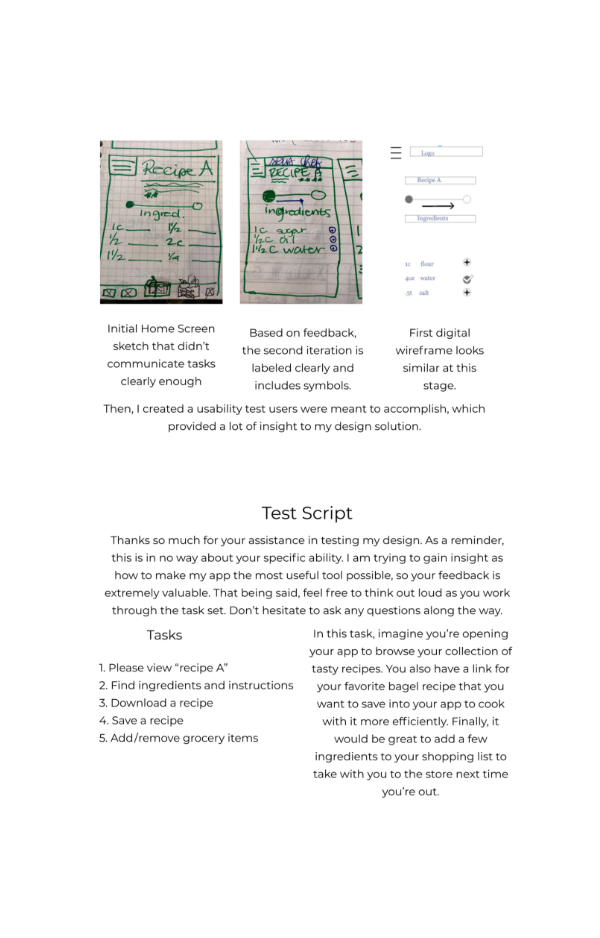 Recipe A
Ingred.
1c
1/2
1/2
2c
1 1/2
1/4
RECIPE A
Ingredients
1c sugar
1/2c oil
1 1/2c water
Logo
Recipe A
Ingredients
1c flour
4oz water
.5t salt
Initial Home Screen
sketch that didn't
communicate tasks
clearly enough
Based on feedback,
the second iteration is
labeled clearly and
includes symbols.
First digital
wireframe looks
similar at this
stage.
Then, I created a usability test users were meant to accomplish, which
provided a lot of insight to my design solution.
Test Script
Thanks so much for your assistance in testing my design. As a reminder,
this is in no way about your specific ability. I am trying to gain insight as
how to make my app the most useful tool possible, so your feedback is
extremely valuable. That being said, feel free to think out loud as you work
through the task set. Don't hesitate to ask any questions along the way.
Tasks
1. Please view “recipe A”
2. Find ingredients and instructions
3. Download a recipe
4. Save a recipe
5. Add/remove grocery items
In this task, imagine you're opening
your app to browse your collection of
tasty recipes. You also have a link for
your favorite bagel recipe that you
want to save into your app to cook
with it more efficiently. Finally, it
would be great to add a few
ingredients to your shopping list to
take with you to the store next time
you're out.